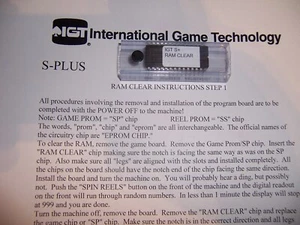 IGT International Game Technology
IGT S+
RAM CLEAR
S-PLUS
RAM CLEAR INSTRUCTIONS STEP 1
All procedures involving the removal and installation of the program board are to be
completed with the POWER OFF to the machine!
Note: GAME PROM = "SP" chip REEL PROM = "SS" chip
The words, "prom", "chip" and "eprom" are all interchangeable. The official names of
the circuitry chip are "EPROM CHIP."
To clear the RAM, remove the game board. Remove the Game Prom/SP chip. Insert the
"RAM CLEAR" chip making sure the notch is facing the same way as was on the SP
chip. Also make sure all "legs" are aligned with the slots and installed completely. All
the chips on the board should have the notch end of the chip facing the same direction.
Install the board and turn the machine on. You will probably hear a ding, but possibly
not. Push the "SPIN REELS" button on the front of the machine and the digital readout
on the front will run through random numbers. In less than 1 minute the display will stop
at 999 and you are done.
Turn the machine off, remove the board. Remove the "RAM CLEAR" chip and replace
the game chip or "SP" chip. Make sure the notch is in the correct direction and all legs